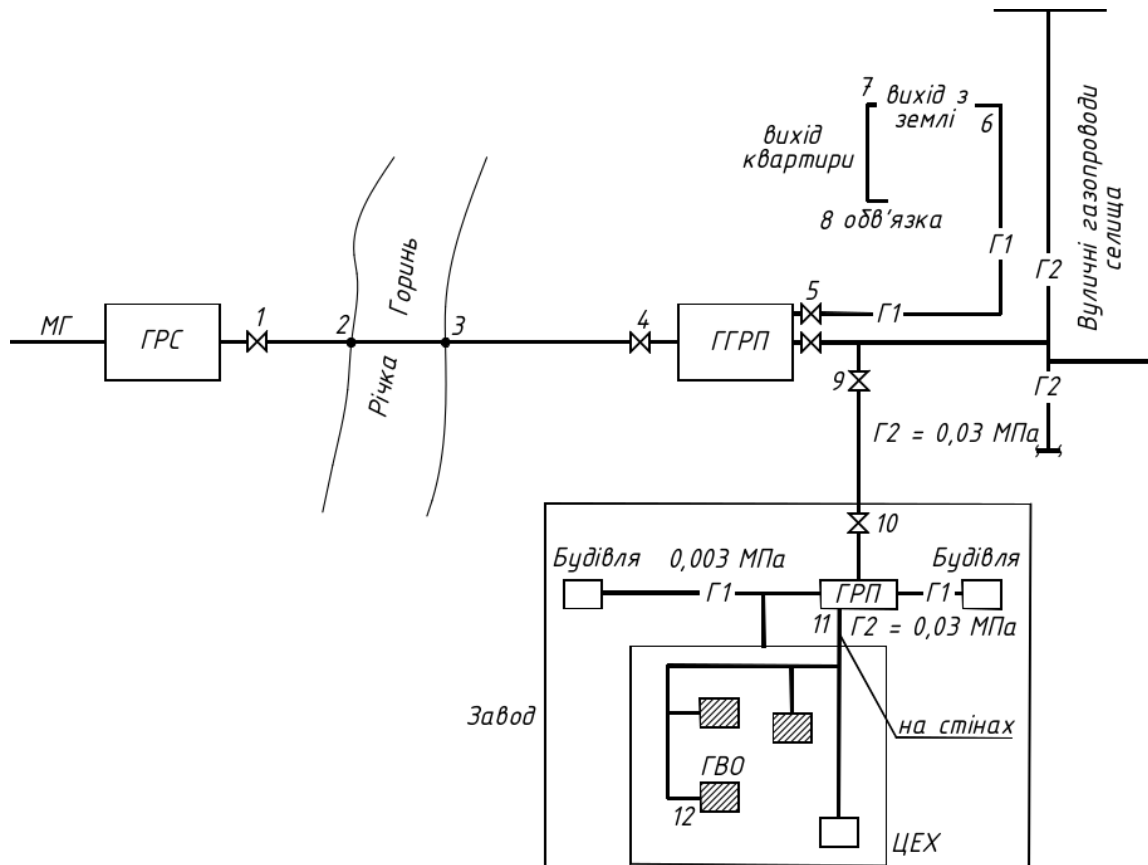 7 вихід з
землі 6
вихід
квартири
8 обв'язка
Г1
Г2
Вуличні газопроводи
селища
Горинь
Річка
МГ
ГРС
1
2
3
4
ГГРП
5
Г1
Г2
9
Г2 = 0,03 МПа
10
Будівля
0,003 МПа
Будівля
Г1
ГРП
Г1
11
Г2 = 0,03 МПа
Завод
на стінах
ГВО
12
ЦЕХ